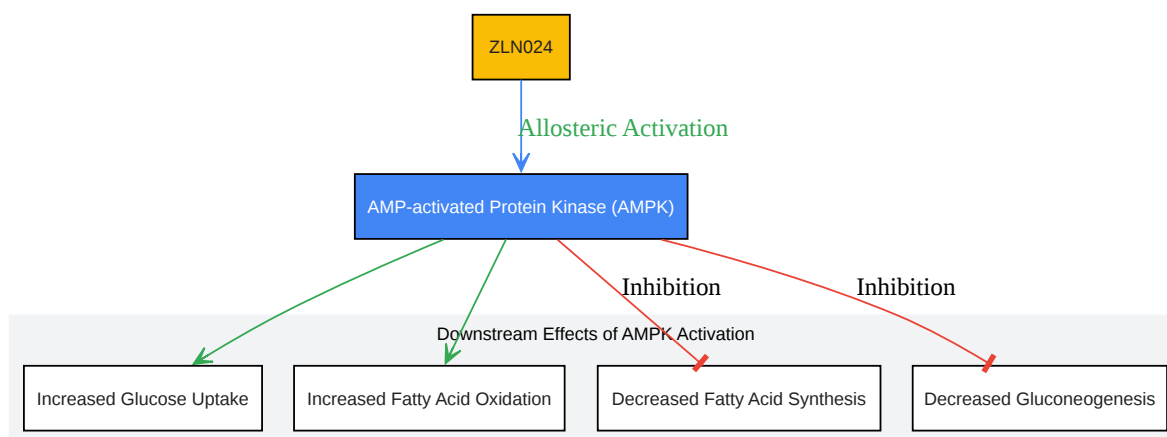 ZLN024
Allosteric Activation
AMP-activated Protein Kinase (AMPK)
Inhibition
Inhibition
Downstream Effects of AMPK Activation
Increased Glucose Uptake
Increased Fatty Acid Oxidation
Decreased Fatty Acid Synthesis
Decreased Gluconeogenesis